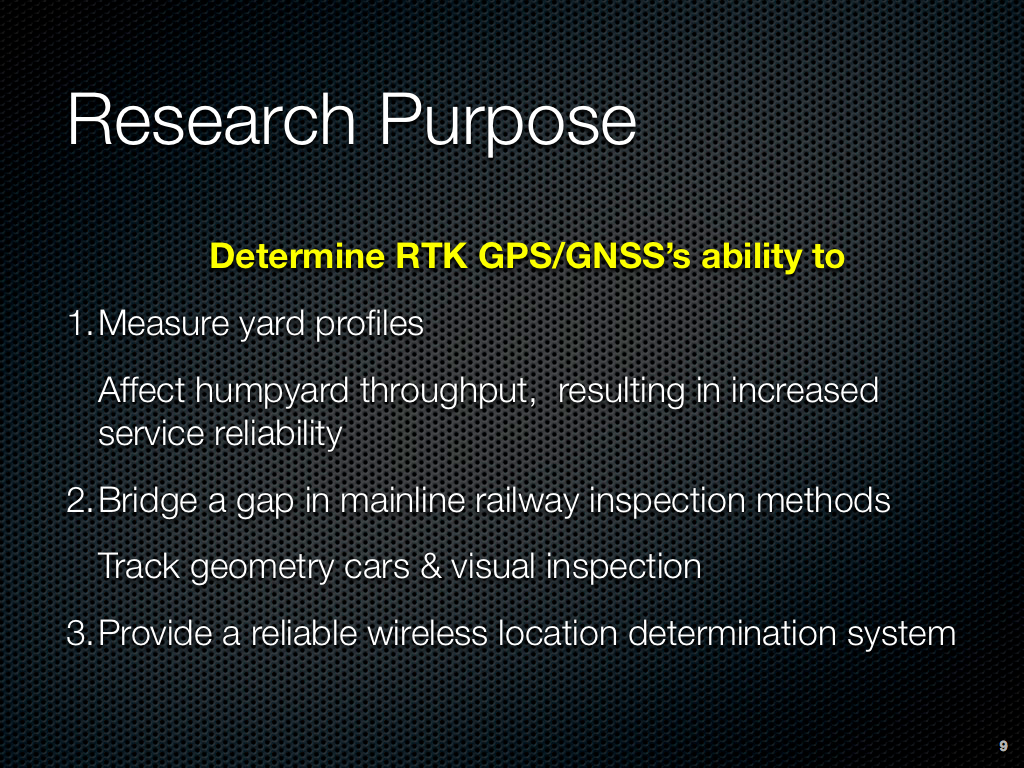 Research Purpose
Determine RTK GPS/GNSS’s ability to
1. Measure yard profiles
Affect humpyard throughput,  resulting in increased
service reliability
2. Bridge a gap in mainline railway inspection methods
Track geometry cars & visual inspection
3. Provide a reliable wireless location determination system
9